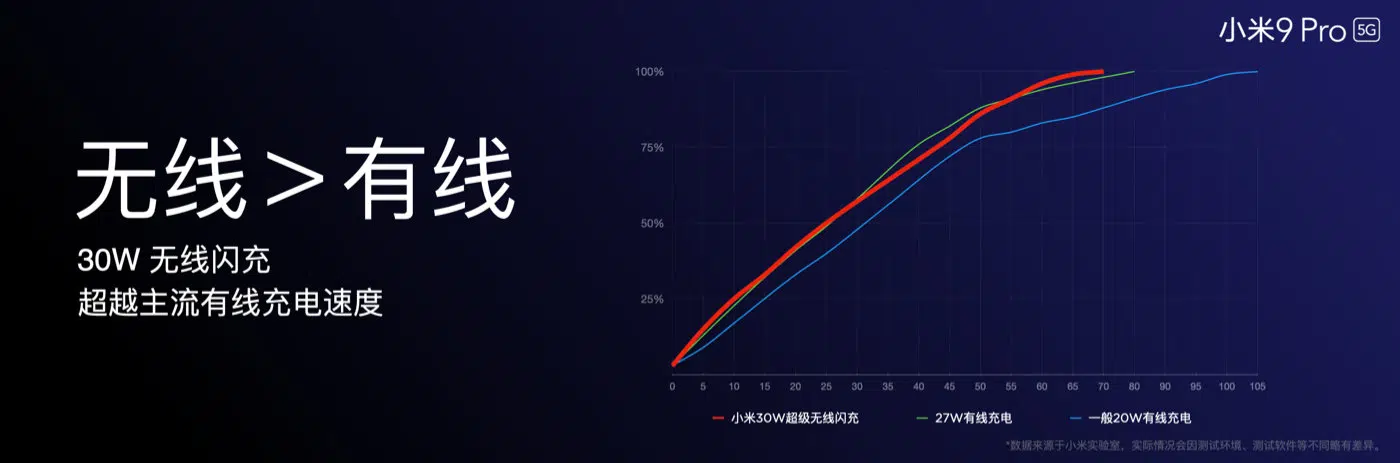 小米9 Pro 5G
无线>有线
30W 无线闪充
超越主流有线充电速度
100%
75%
50%
25%
0 5 10 15 20 25 30 35 40 45 50 55 60 65 70 80 90 95 100 105
小米30W超级无线闪充 27W有线充电 一般20W有线充电
*数据来源于小米实验室，实际情况会因测试环境、测试软件等不同略有差异。